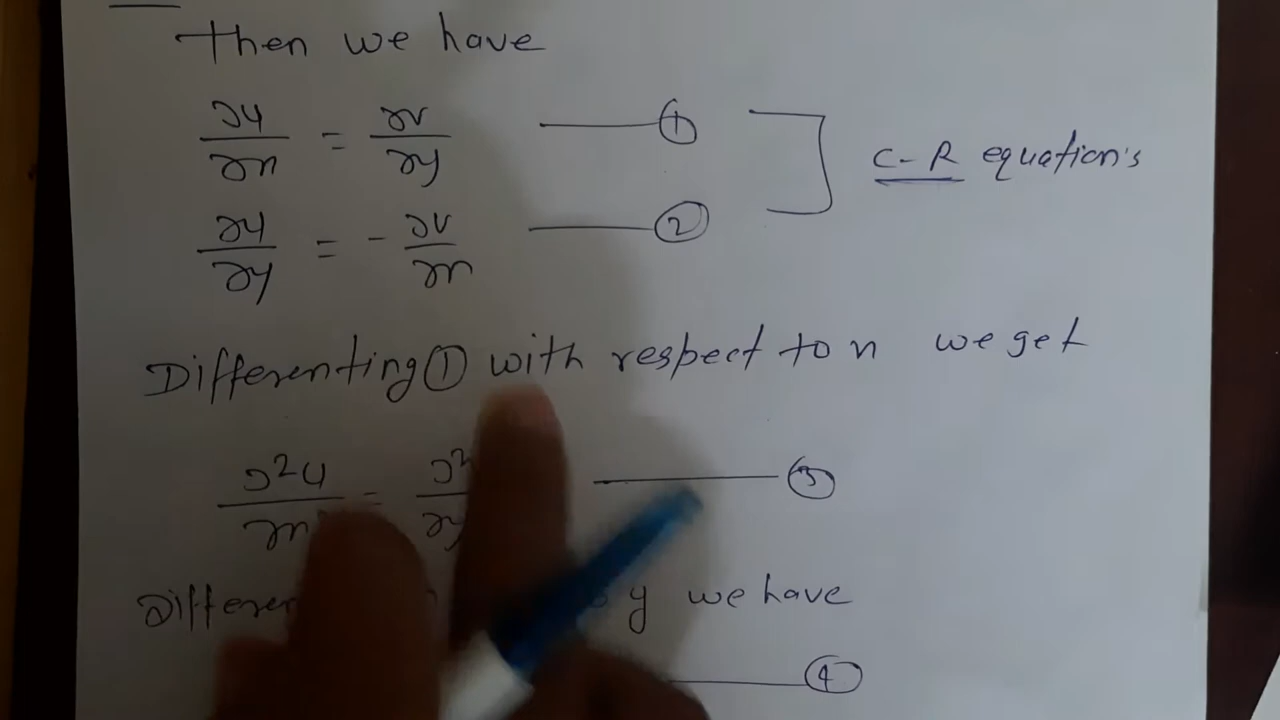 Then we have
∂u/∂x = ∂v/∂y ——— ①
∂u/∂y = - ∂v/∂x ——— ②
C-R equation's
Differenting ① with respect to x we get
∂²u/∂x = ——— ③
y we have
——— ④